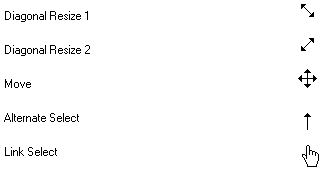 Diagonal Resize 1
Diagonal Resize 2
Move
Alternate Select
Link Select